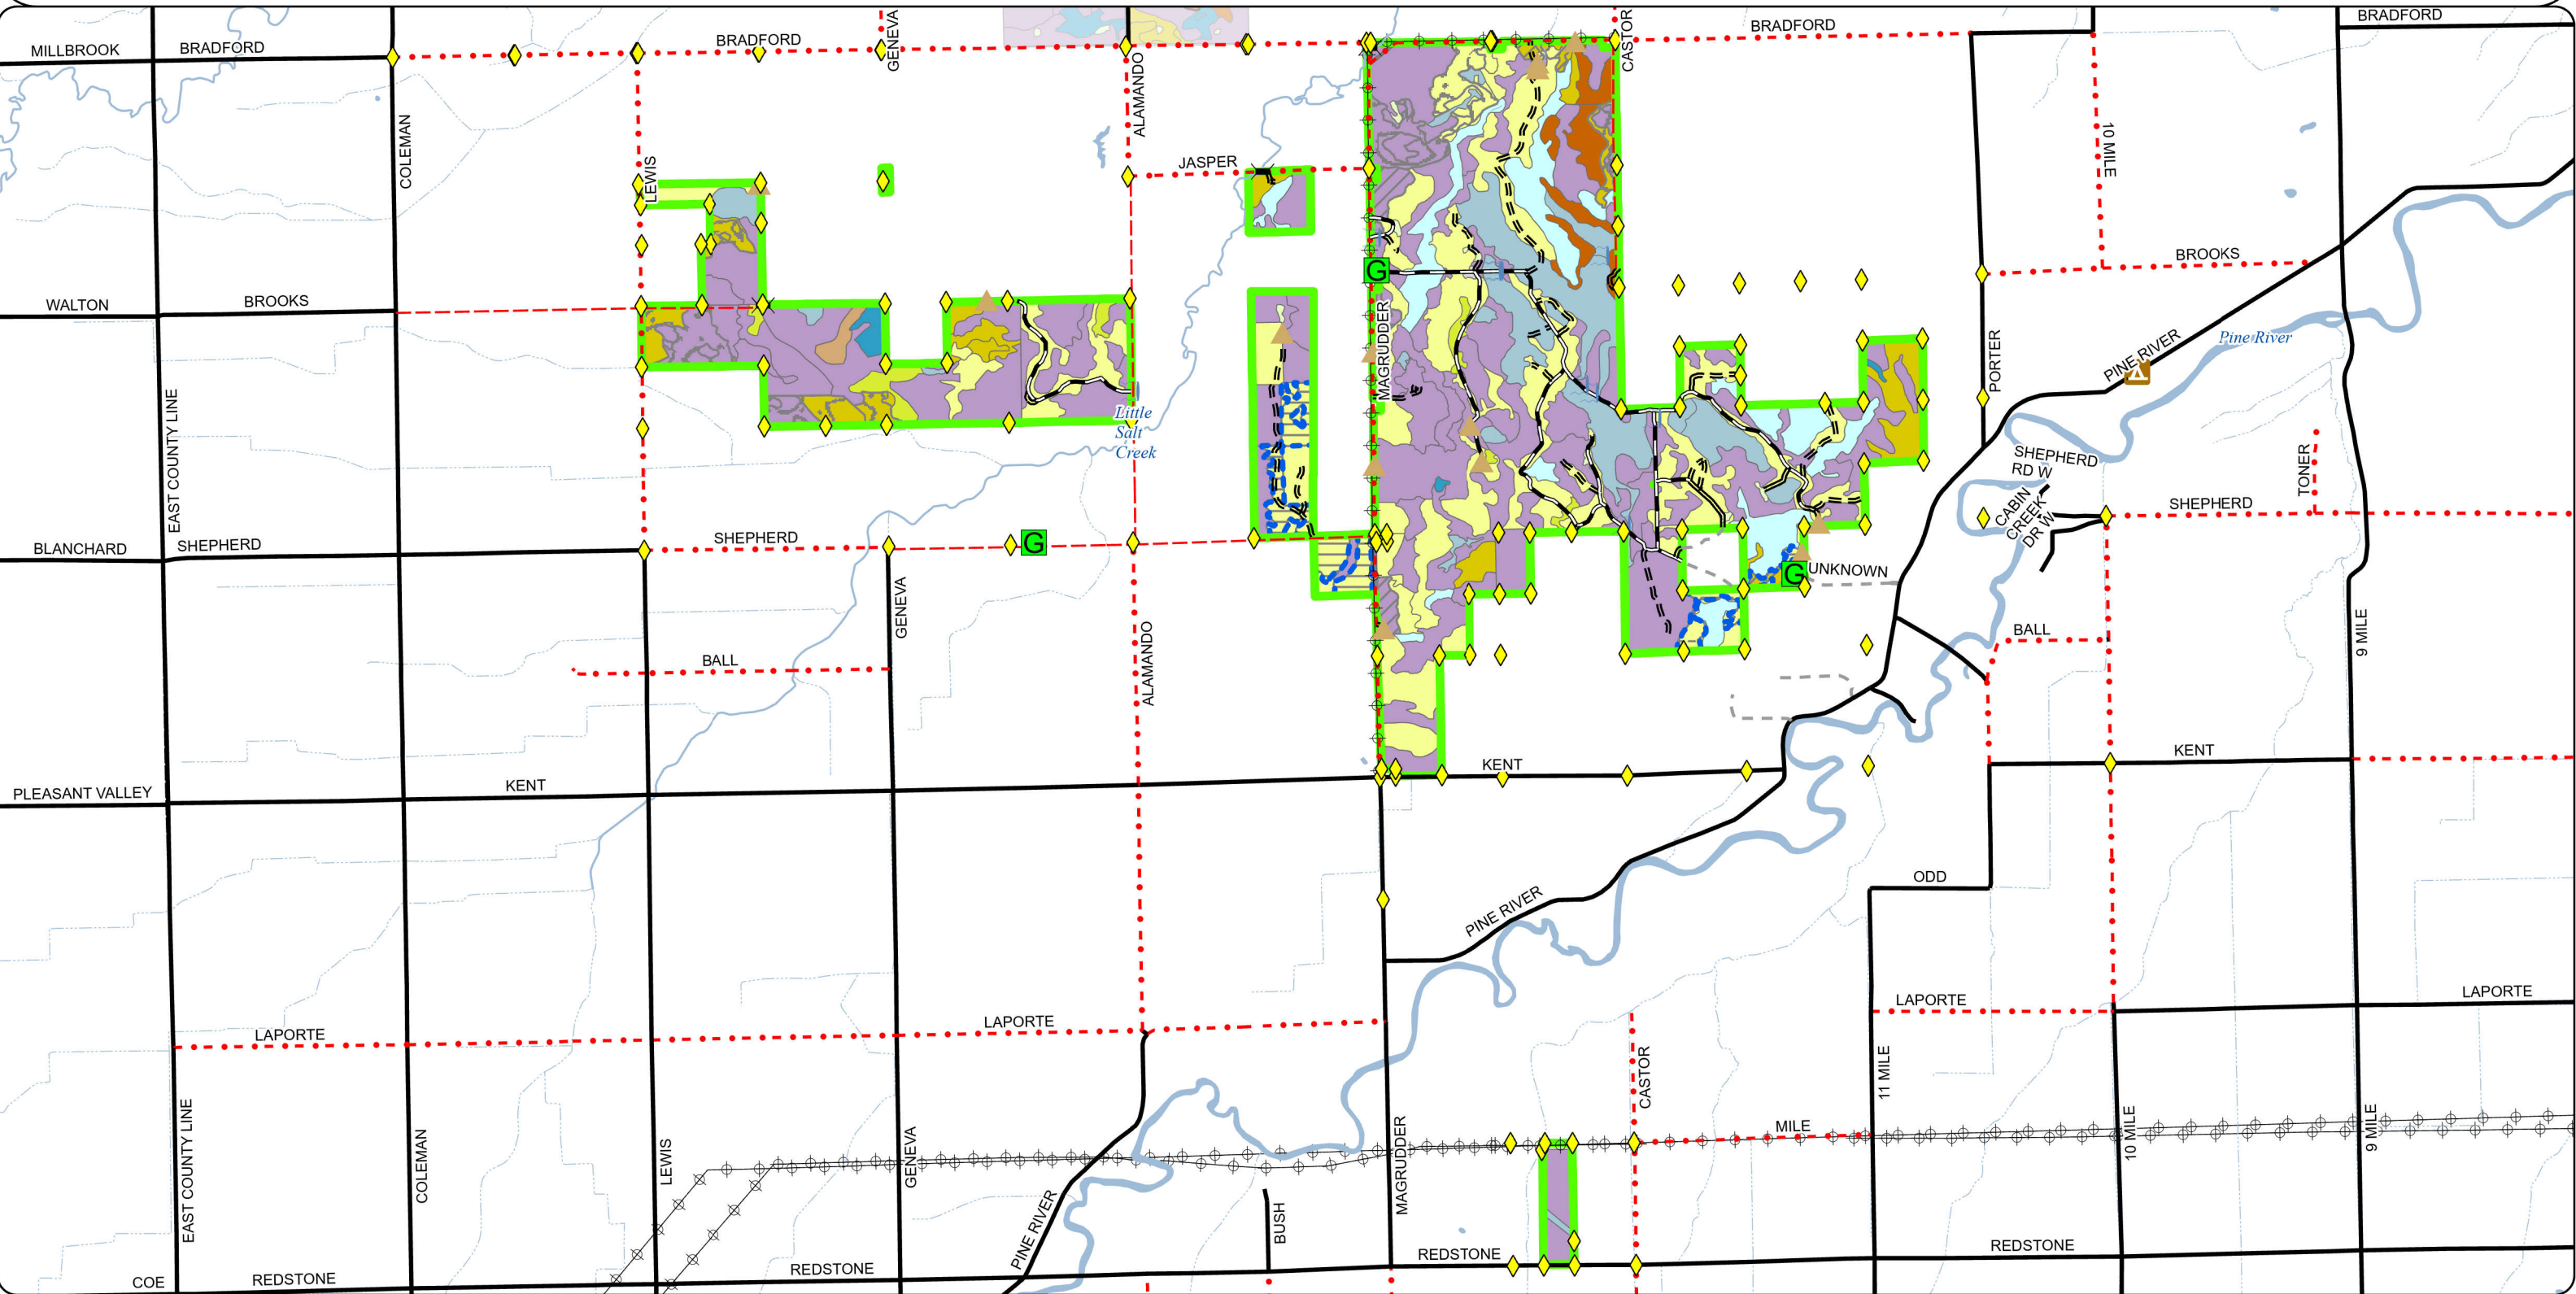 BRADFORD
GENEVA
CASTOR
BRADFORD
MILLBROOK
BRADFORD
BRADFORD
ALAMANDO
COLEMAN
10 MILE
JASPER
LEWIS
BROOKS
G
WALTON
BROOKS
MAGRUDDER
PORTER
PINE RIVER
Pine River
Little
Salt
Creek
EAST COUNTY LINE
SHEPHERD
RD W
TONER
CABIN
CREEK
DR W
SHEPHERD
BLANCHARD
SHEPHERD
SHEPHERD
G
G
UNKNOWN
GENEVA
ALAMANDO
BALL
9 MILE
BALL
KENT
KENT
PLEASANT VALLEY
KENT
ODD
PINE RIVER
LAPORTE
LAPORTE
LAPORTE
LAPORTE
CASTOR
11 MILE
MILE
10 MILE
9 MILE
EAST COUNTY LINE
COLEMAN
LEWIS
GENEVA
MAGRUDDER
PINE RIVER
BUSH
REDSTONE
REDSTONE
REDSTONE
COE
REDSTONE